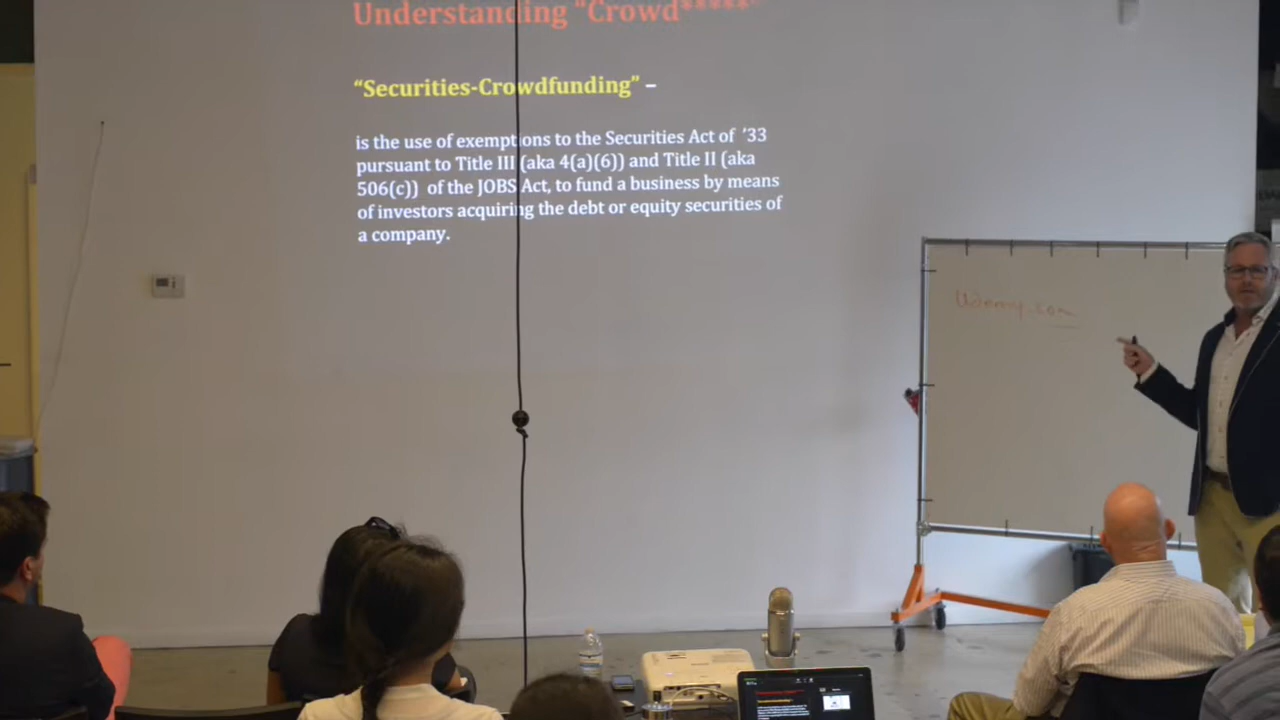 Understanding "Crowd*****"
“Securities-Crowdfunding” –
is the use of exemptions to the Securities Act of ’33
pursuant to Title III (aka 4(a)(6)) and Title II (aka
506(c)) of the JOBS Act, to fund a business by means
of investors acquiring the debt or equity securities of
a company.
Udemy.com